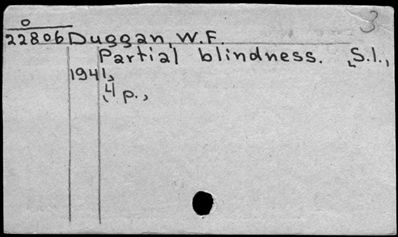 o
3
22806 Duggan, W.F.
Partial blindness. S.l.,
1941,
4 p.,